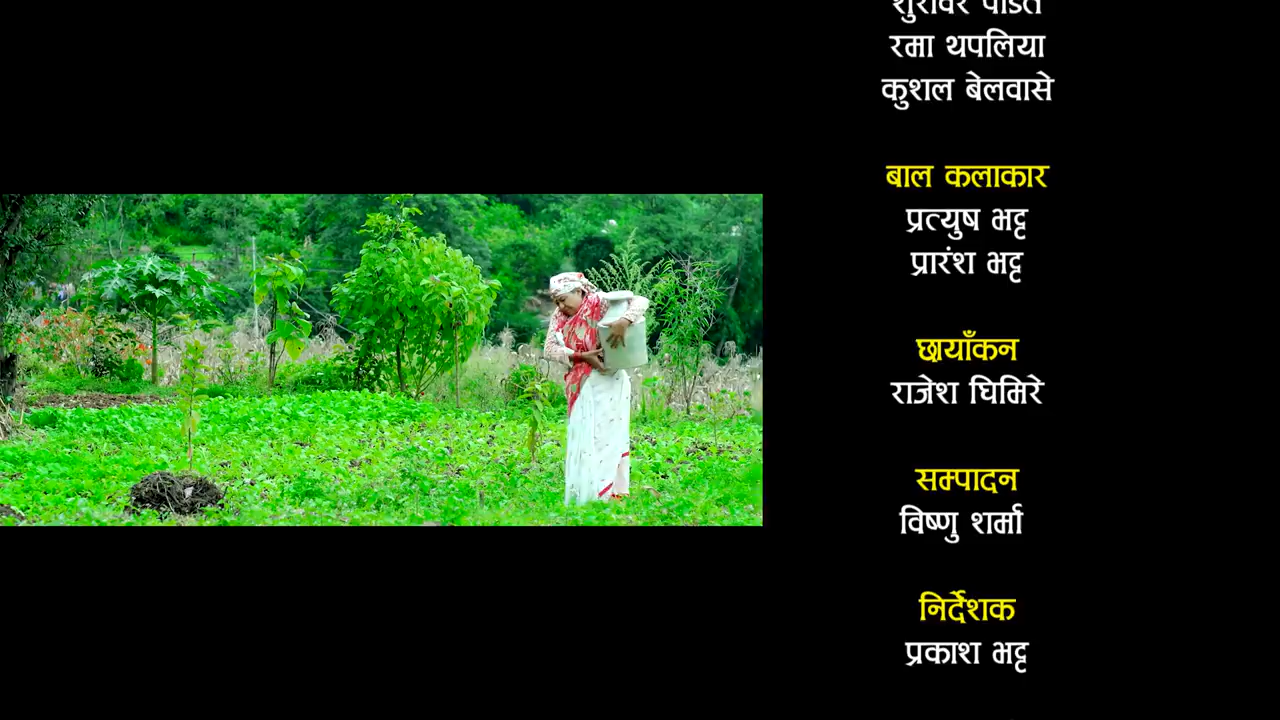 रमा थपलिया
कुशल बेलवासे
बाल कलाकार
प्रत्युष भट्ट
प्रारंश भट्ट
छायाँकन
राजेश घिमिरे
सम्पादन
विष्णु शर्मा
निर्देशक
प्रकाश भट्ट